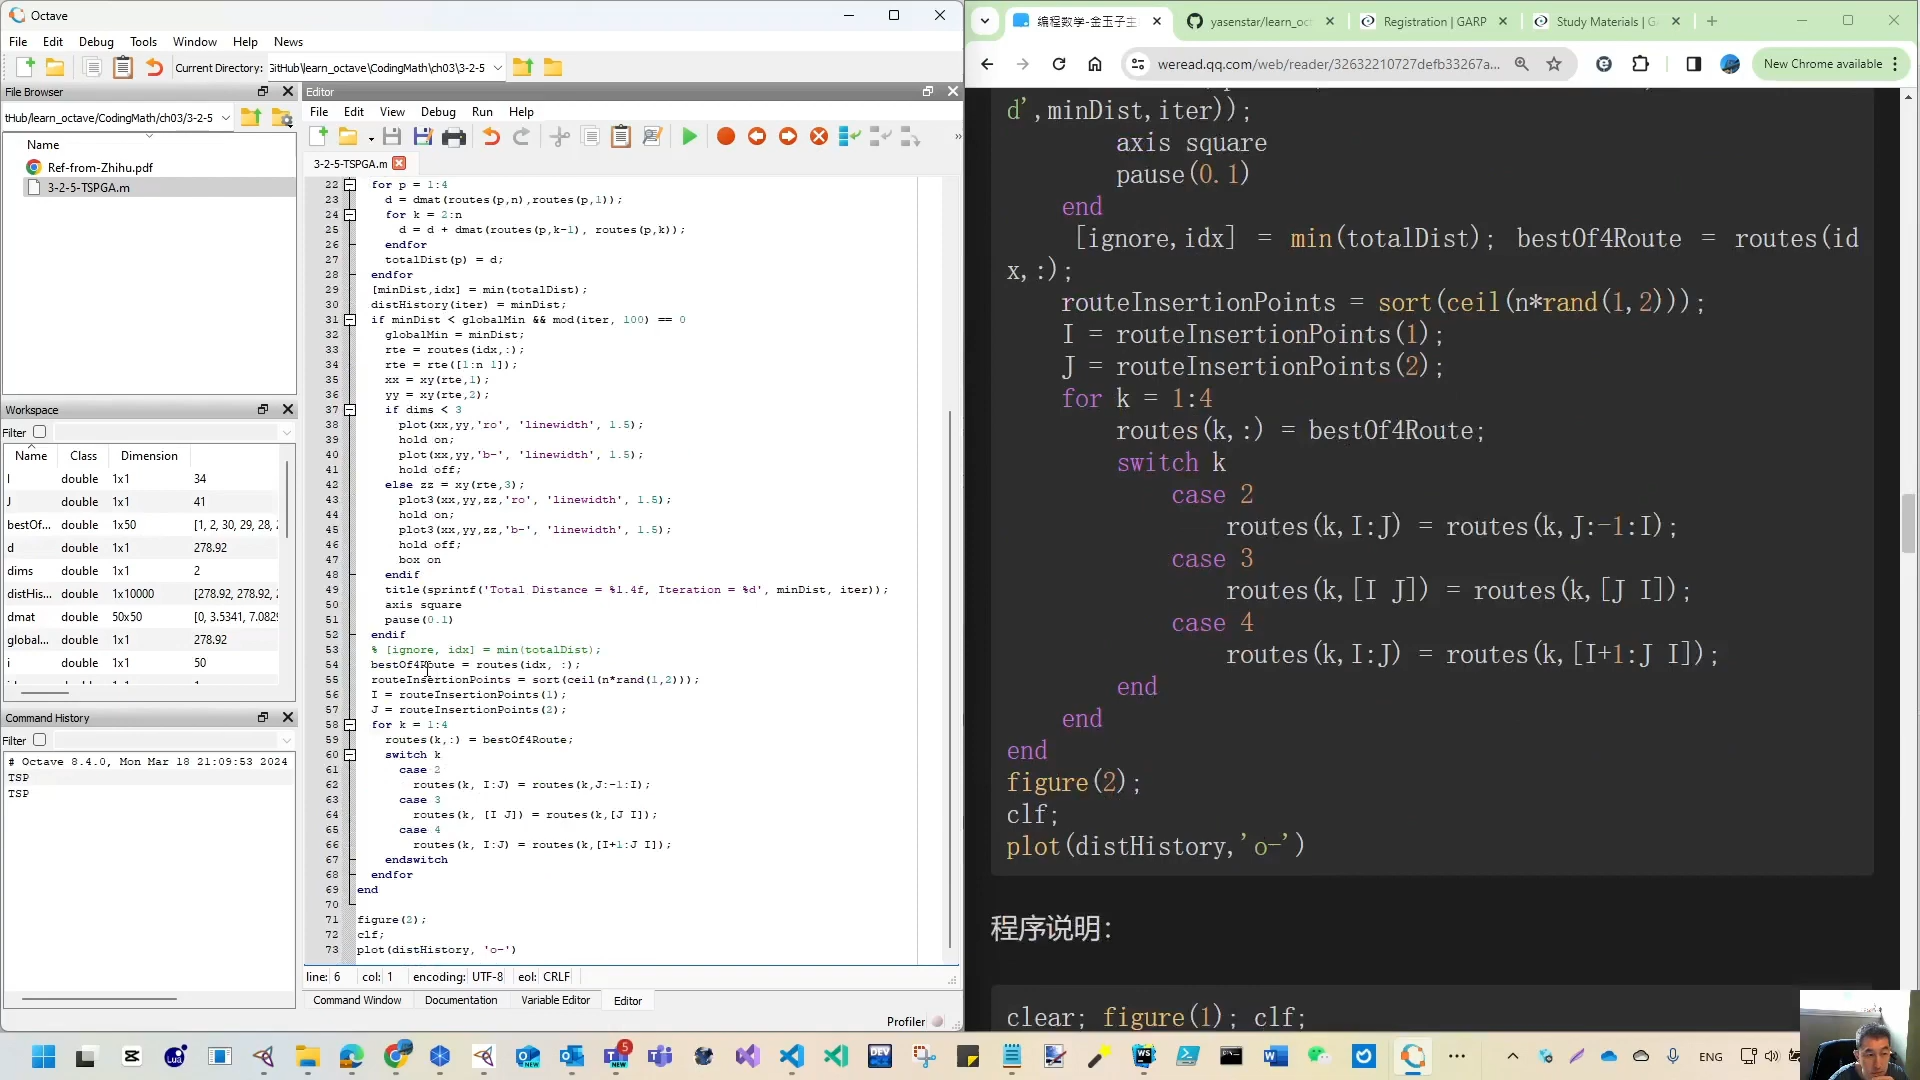 Octave
File Edit Debug Tools Window Help News
Current Directory: GitHub\learn_octave\CodingMath\ch03\3-2-5
File Browser
tHub/learn_octave/CodingMath/ch03/3-2-5
Name
Ref-from-Zhihu.pdf
3-2-5-TSPGA.m
Workspace
Filter
Name Class Dimension
I double 1x1 34
J double 1x1 41
bestOf... double 1x50 [1, 2, 30, 29, 28, 2
d double 1x1 278.92
dims double 1x1 2
distHis... double 1x10000 [278.92, 278.92, 2
dmat double 50x50 [0, 3.5341, 7.0829
global... double 1x1 278.92
i double 1x1 50
Command History
Filter
# Octave 8.4.0, Mon Mar 18 21:09:53 2024
TSP
TSP
Editor
File Edit View Debug Run Help
3-2-5-TSPGA.m
22 for p = 1:4
23 d = dmat(routes(p,n),routes(p,1));
24 for k = 2:n
25 d = d + dmat(routes(p,k-1), routes(p,k));
26 endfor
27 totalDist(p) = d;
28 endfor
29 [minDist,idx] = min(totalDist);
30 distHistory(iter) = minDist;
31 if minDist < globalMin && mod(iter, 100) == 0
32 globalMin = minDist;
33 rte = routes(idx,:);
34 rte = rte([1:n 1]);
35 xx = xy(rte,1);
36 yy = xy(rte,2);
37 if dims < 3
38 plot(xx,yy,'ro', 'linewidth', 1.5);
39 hold on;
40 plot(xx,yy,'b-', 'linewidth', 1.5);
41 hold off;
42 else zz = xy(rte,3);
43 plot3(xx,yy,zz,'ro', 'linewidth', 1.5);
44 hold on;
45 plot3(xx,yy,zz,'b-', 'linewidth', 1.5);
46 hold off;
47 box on
48 endif
49 title(sprintf('Total Distance = %1.4f, Iteration = %d', minDist, iter));
50 axis square
51 pause(0.1)
52 endif
53 % [ignore, idx] = min(totalDist);
54 bestOf4Route = routes(idx, :);
55 routeInsertionPoints = sort(ceil(n*rand(1,2)));
56 I = routeInsertionPoints(1);
57 J = routeInsertionPoints(2);
58 for k = 1:4
59 routes(k,:) = bestOf4Route;
60 switch k
61 case 2
62 routes(k, I:J) = routes(k,J:-1:I);
63 case 3
64 routes(k, [I J]) = routes(k,[J I]);
65 case 4
66 routes(k, I:J) = routes(k,[I+1:J I]);
67 endswitch
68 endfor
69 end
70
71 figure(2);
72 clf;
73 plot(distHistory, 'o-')
line: 6 col: 1 encoding: UTF-8 eol: CRLF
Command Window Documentation Variable Editor Editor
Profiler
编程数学-金玉子主
yasenstar/learn_oct
Registration | GARP
Study Materials | G
weread.qq.com/web/reader/32632210727defb33267a...
New Chrome available
d',minDist,iter));
axis square
pause(0.1)
end
[ignore,idx] = min(totalDist); bestOf4Route = routes(id
x,:);
routeInsertionPoints = sort(ceil(n*rand(1,2)));
I = routeInsertionPoints(1);
J = routeInsertionPoints(2);
for k = 1:4
routes(k,:) = bestOf4Route;
switch k
case 2
routes(k,I:J) = routes(k,J:-1:I);
case 3
routes(k,[I J]) = routes(k,[J I]);
case 4
routes(k,I:J) = routes(k,[I+1:J I]);
end
end
end
figure(2);
clf;
plot(distHistory,'o-')
程序说明:
clear; figure(1); clf;
Lua
NEW
5
NEW
DEV
WS
ENG